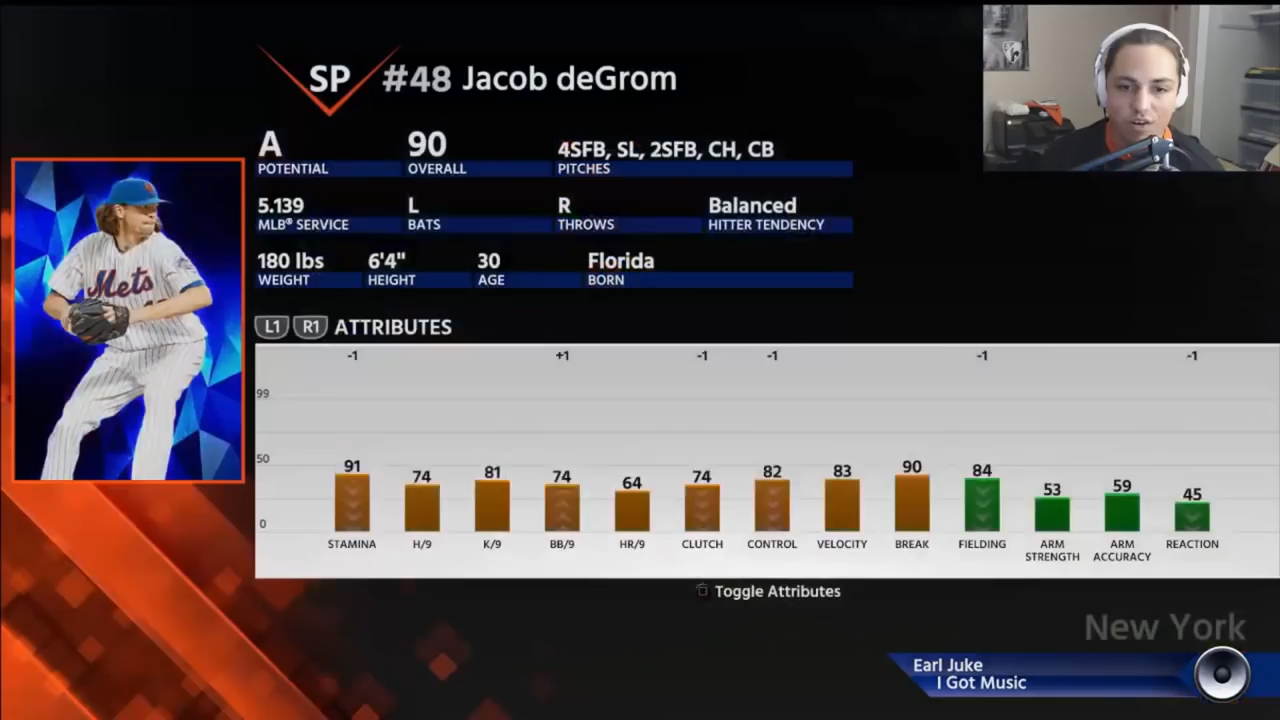 SP #48 Jacob deGrom
A 90 4SFB, SL, 2SFB, CH, CB
POTENTIAL OVERALL PITCHES
5.139 L R Balanced
MLB® SERVICE BATS THROWS HITTER TENDENCY
180 lbs 6'4" 30 Florida
WEIGHT HEIGHT AGE BORN
Mets
L1 R1 ATTRIBUTES
-1 +1 -1 -1 -1 -1
99
50
0
91 74 81 74 64 74 82 83 90 84 53 59 45
STAMINA H/9 K/9 BB/9 HR/9 CLUTCH CONTROL VELOCITY BREAK FIELDING ARM STRENGTH ARM ACCURACY REACTION
Toggle Attributes
New York
Earl Juke
I Got Music